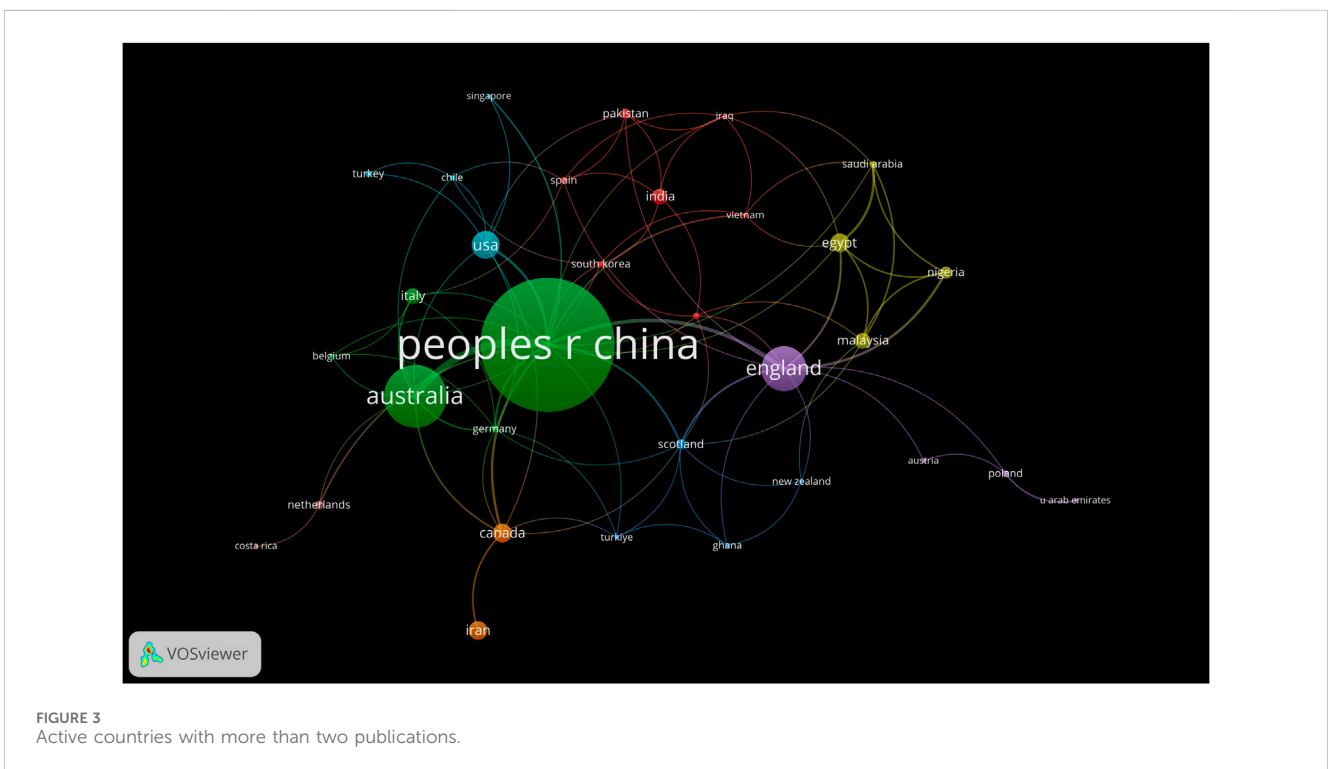 singapore
pakistan
iraq
saudi arabia
turkey
chile
spain
india
vietnam
usa
egypt
south korea
nigeria
italy
peoples r china
malaysia
belgium
england
australia
germany
scotland
austria
poland
new zealand
u arab emirates
netherlands
canada
turkiye
ghana
costa rica
iran
VOSviewer
FIGURE 3
Active countries with more than two publications.